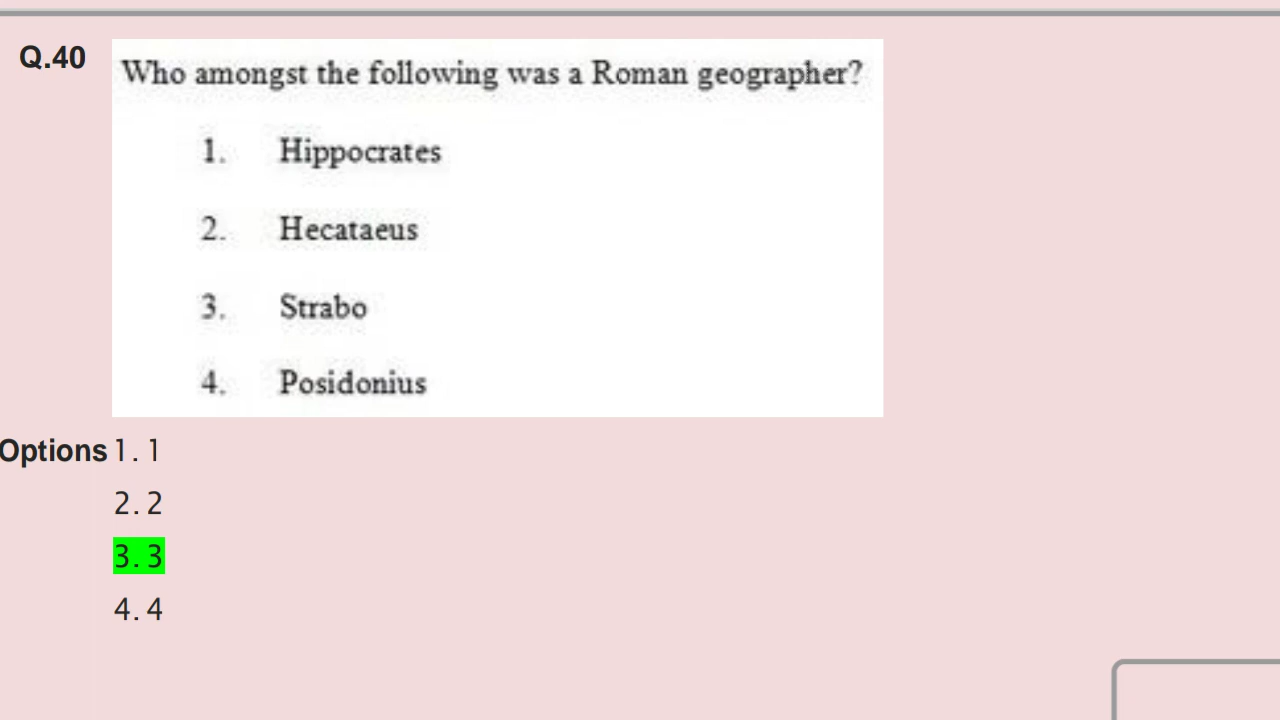 Q.40 Who amongst the following was a Roman geographer?
1. Hippocrates
2. Hecataeus
3. Strabo
4. Posidonius
Options 1. 1
2. 2
3. 3
4. 4